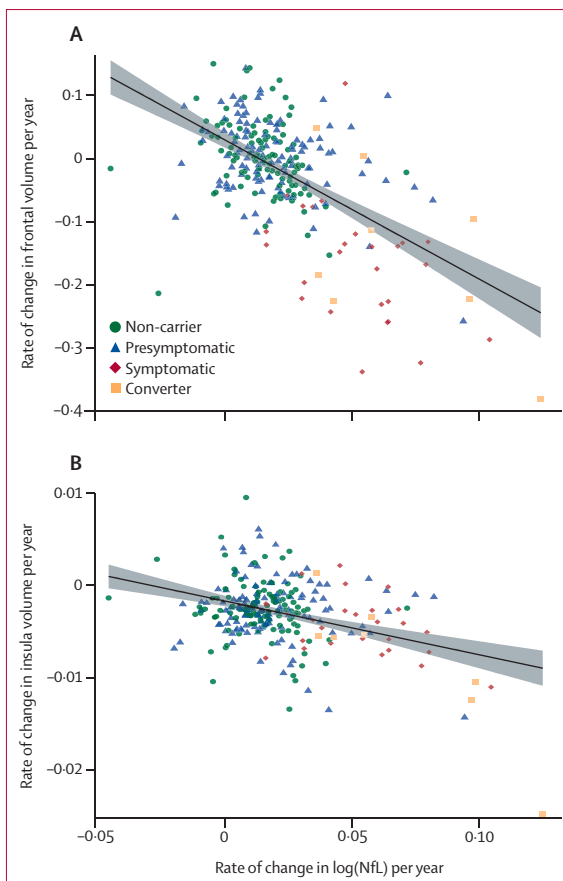 A
0·1
0
–0·1
–0·2
–0·3
–0·4
Rate of change in frontal volume per year
Non-carrier
Presymptomatic
Symptomatic
Converter
B
0·01
0
–0·01
–0·02
Rate of change in insula volume per year
–0·05
0
0·05
0·10
Rate of change in log(NfL) per year